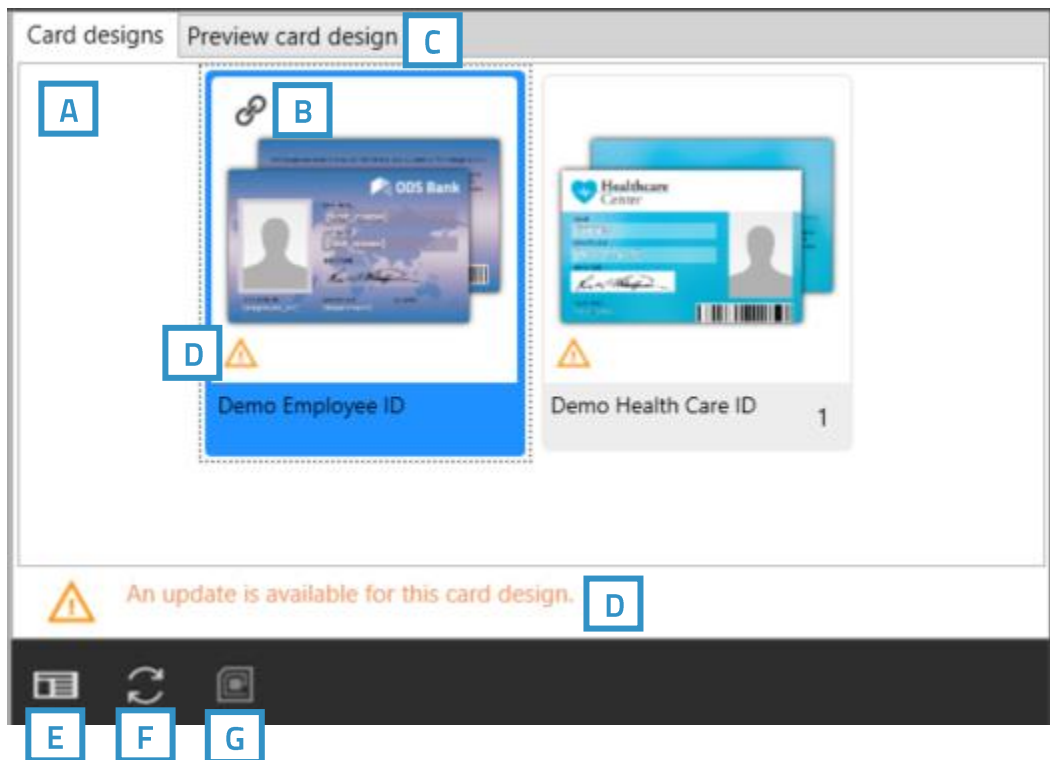 Card designs Preview card design C
A
B
ODS Bank
Healthcare
Center
D
Demo Employee ID
Demo Health Care ID 1
An update is available for this card design. D
E F G